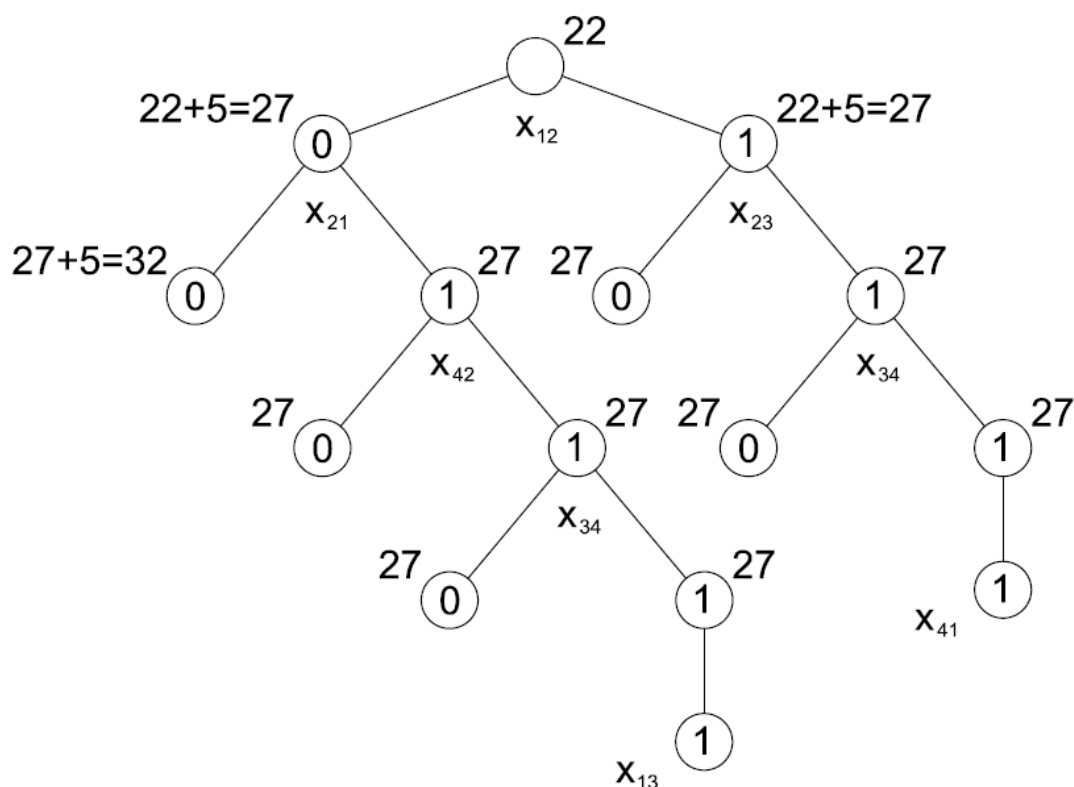 22
22+5=27 0 x₁₂ 1 22+5=27
x₂₁ x₂₃
27+5=32 0 1 27 27 0 1 27
x₄₂ x₃₄
27 0 1 27 27 0 1 27
x₃₄
27 0 1 27 1
x₄₁
1
x₁₃